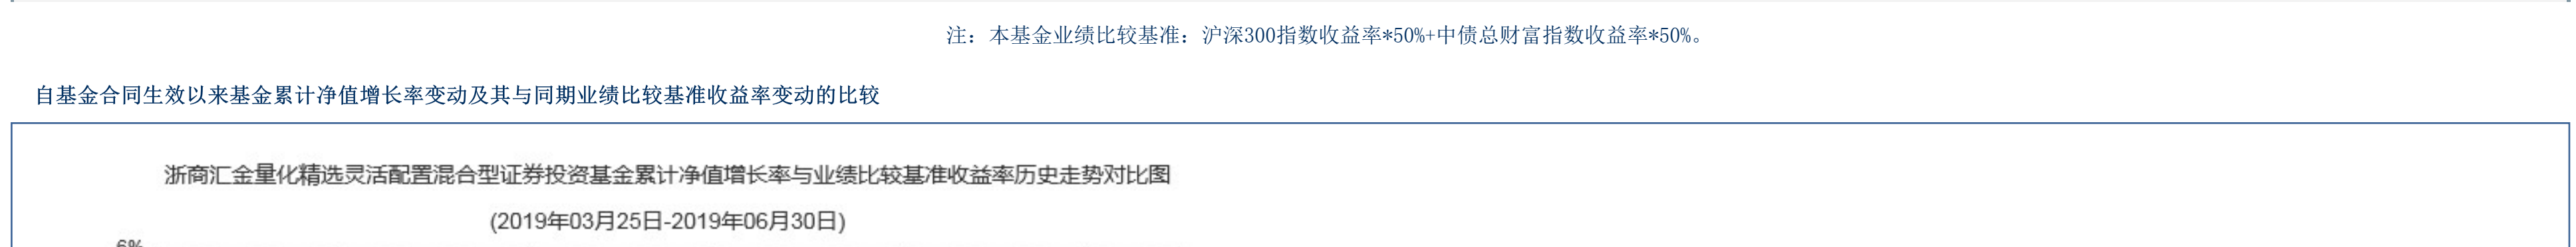 注：本基金业绩比较基准：沪深300指数收益率*50%+中债总财富指数收益率*50%。
自基金合同生效以来基金累计净值增长率变动及其与同期业绩比较基准收益率变动的比较
浙商汇金量化精选灵活配置混合型证券投资基金累计净值增长率与业绩比较基准收益率历史走势对比图
(2019年03月25日-2019年06月30日)
6%